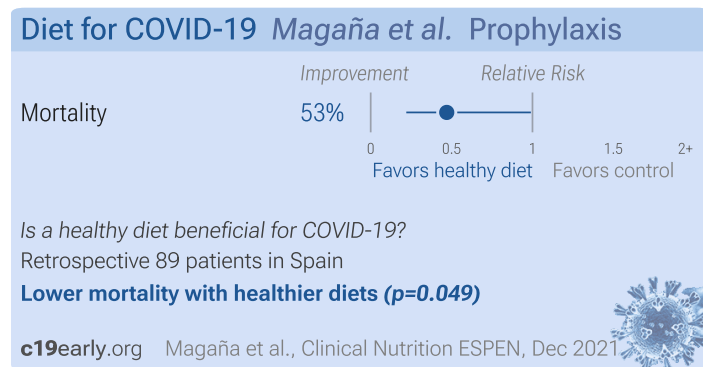 Diet for COVID-19 Magaña et al. Prophylaxis
Improvement Relative Risk
Mortality 53%
0 0.5 1 1.5 2+
Favors healthy diet Favors control
Is a healthy diet beneficial for COVID-19?
Retrospective 89 patients in Spain
Lower mortality with healthier diets (p=0.049)
c19early.org Magaña et al., Clinical Nutrition ESPEN, Dec 2021